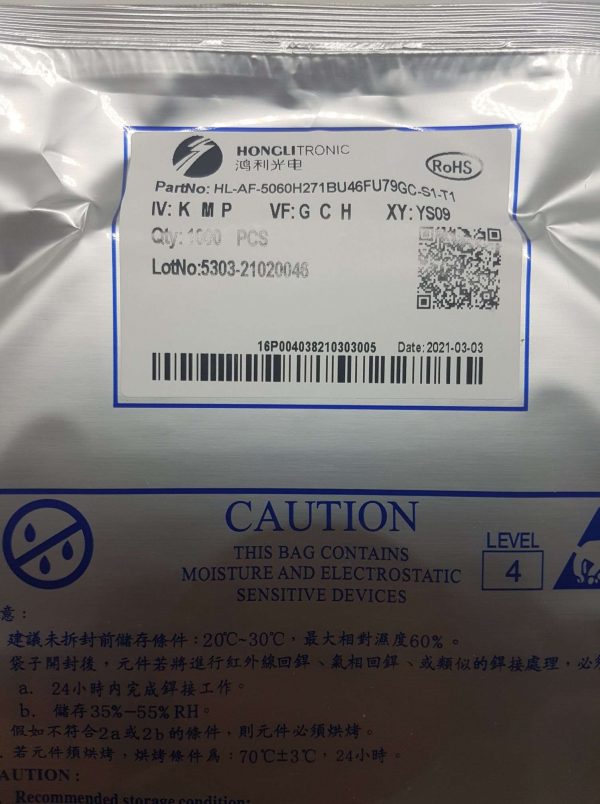 HONGLITRONIC
鸿利光电
RoHS
PartNo: HL-AF-5060H271BU46FU79GC-S1-T1
IV: K M P VF: G C H XY: YS09
Qty: 1000 PCS
LotNo:5303-21020046
16P004038210303005 Date: 2021-03-03
CAUTION
THIS BAG CONTAINS
MOISTURE AND ELECTROSTATIC
SENSITIVE DEVICES
LEVEL
4
意：
建議未拆封前儲存條件：20℃~30℃，最大相對濕度60%。
袋子開封後，元件若將進行紅外線回銲、氣相回銲、或類似的銲接處理，必
a. 24小時內完成銲接工作。
b. 儲存35%-55%RH。
假如不符合2a或2b的條件，則元件必須烘烤。
若元件須烘烤，烘烤條件爲：70℃±3℃，24小時。
AUTION：
Recommended storage condition: